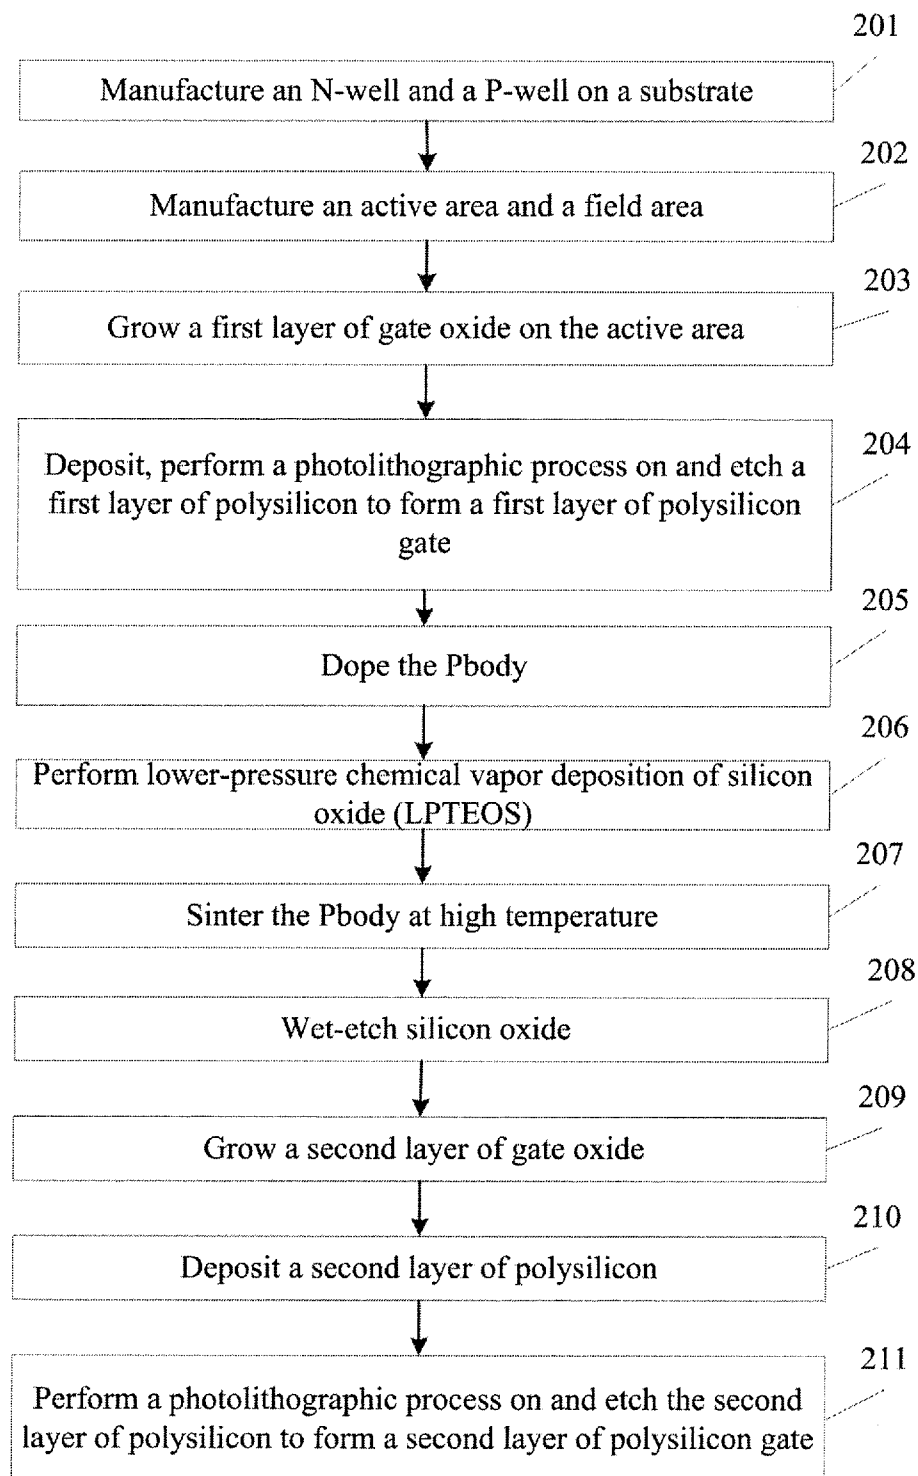 201
Manufacture an N-well and a P-well on a substrate
202
Manufacture an active area and a field area
203
Grow a first layer of gate oxide on the active area
204
Deposit, perform a photolithographic process on and etch a
first layer of polysilicon to form a first layer of polysilicon
gate
205
Dope the Pbody
206
Perform lower-pressure chemical vapor deposition of silicon
oxide (LPTEOS)
207
Sinter the Pbody at high temperature
208
Wet-etch silicon oxide
209
Grow a second layer of gate oxide
210
Deposit a second layer of polysilicon
211
Perform a photolithographic process on and etch the second
layer of polysilicon to form a second layer of polysilicon gate